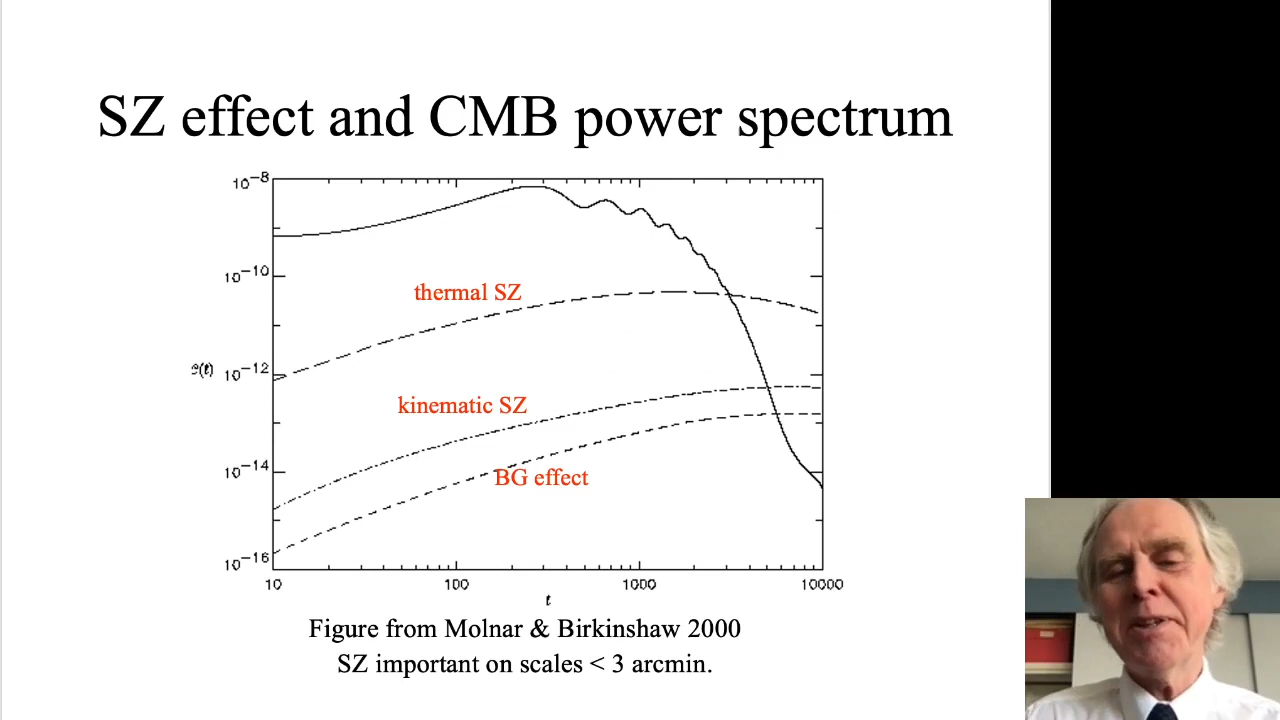 SZ effect and CMB power spectrum
10⁻⁸
10⁻¹⁰
thermal SZ
10⁻¹²
kinematic SZ
10⁻¹⁴
BG effect
10⁻¹⁶
10 100 1000 10000
Figure from Molnar & Birkinshaw 2000
SZ important on scales < 3 arcmin.